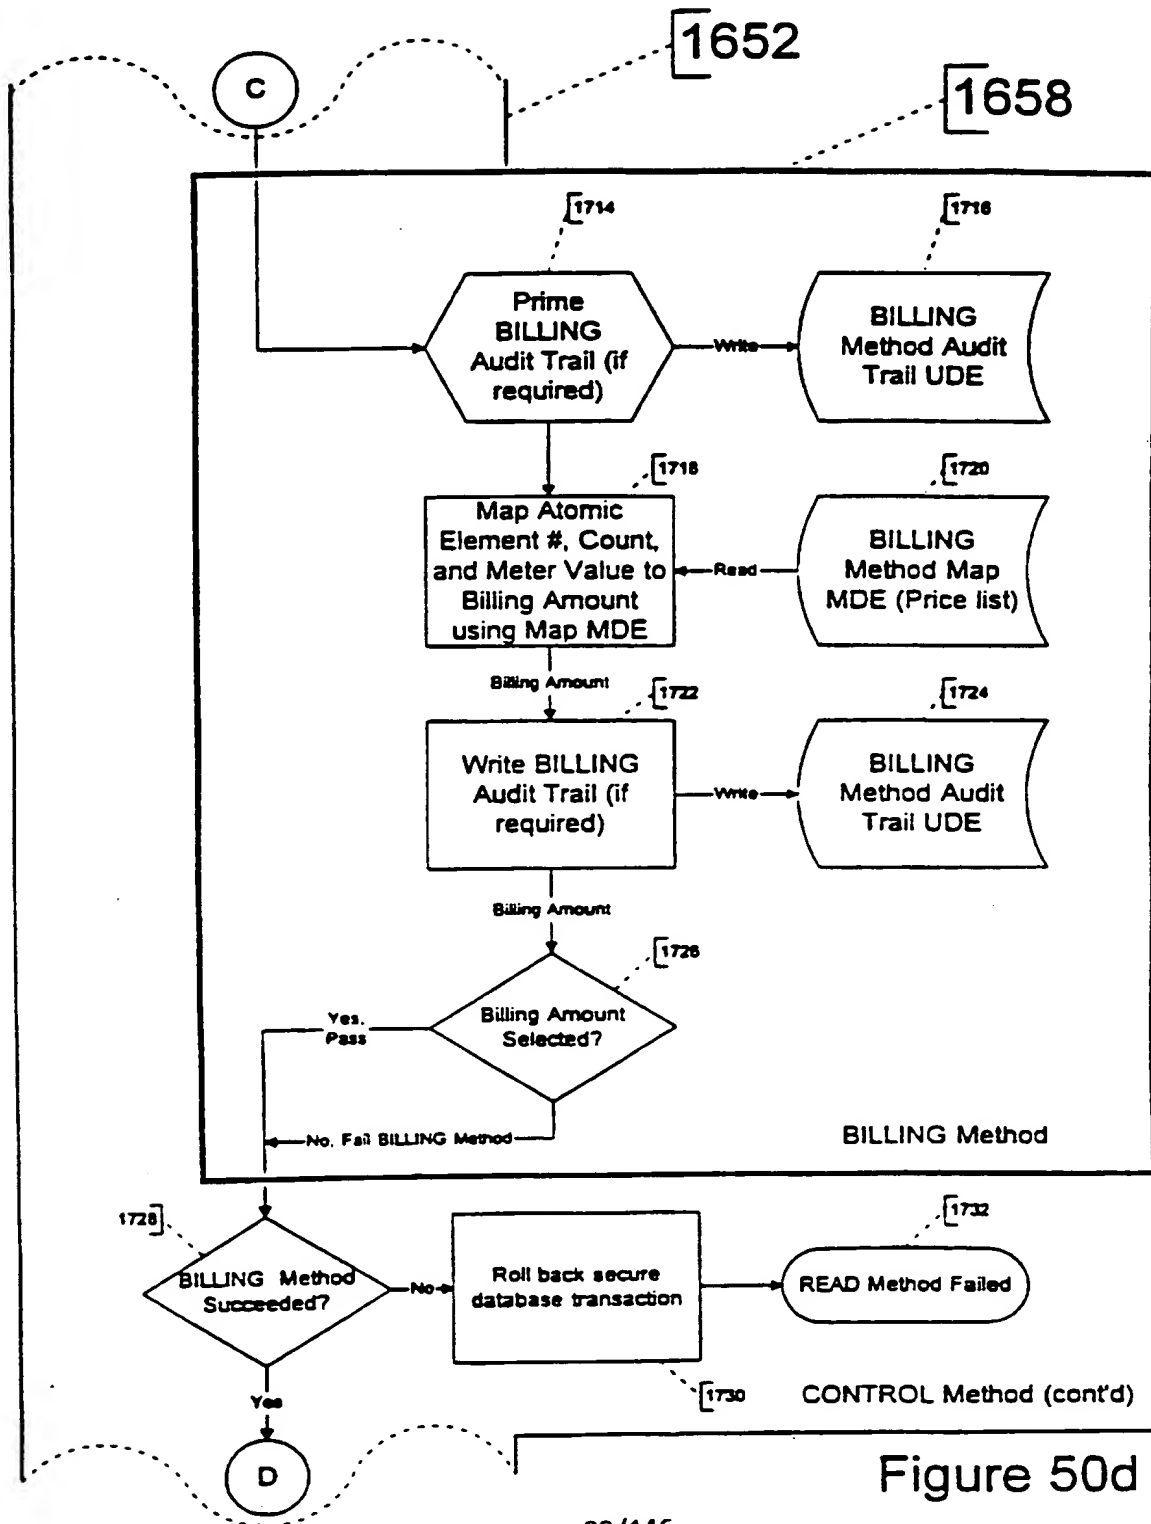 1652
1658
C
1714
1716
Prime
BILLING
Audit Trail (if
required)
Write
BILLING
Method Audit
Trail UDE
1718
1720
Map Atomic
Element #, Count,
and Meter Value to
Billing Amount
using Map MDE
Read
BILLING
Method Map
MDE (Price list)
Billing Amount
1722
1724
Write BILLING
Audit Trail (if
required)
Write
BILLING
Method Audit
Trail UDE
Billing Amount
1726
Billing Amount
Selected?
Yes,
Pass
No, Fail BILLING Method
BILLING Method
1728
1732
BILLING Method
Succeeded?
No
Roll back secure
database transaction
READ Method Failed
Yes
1730
CONTROL Method (cont'd)
D
Figure 50d